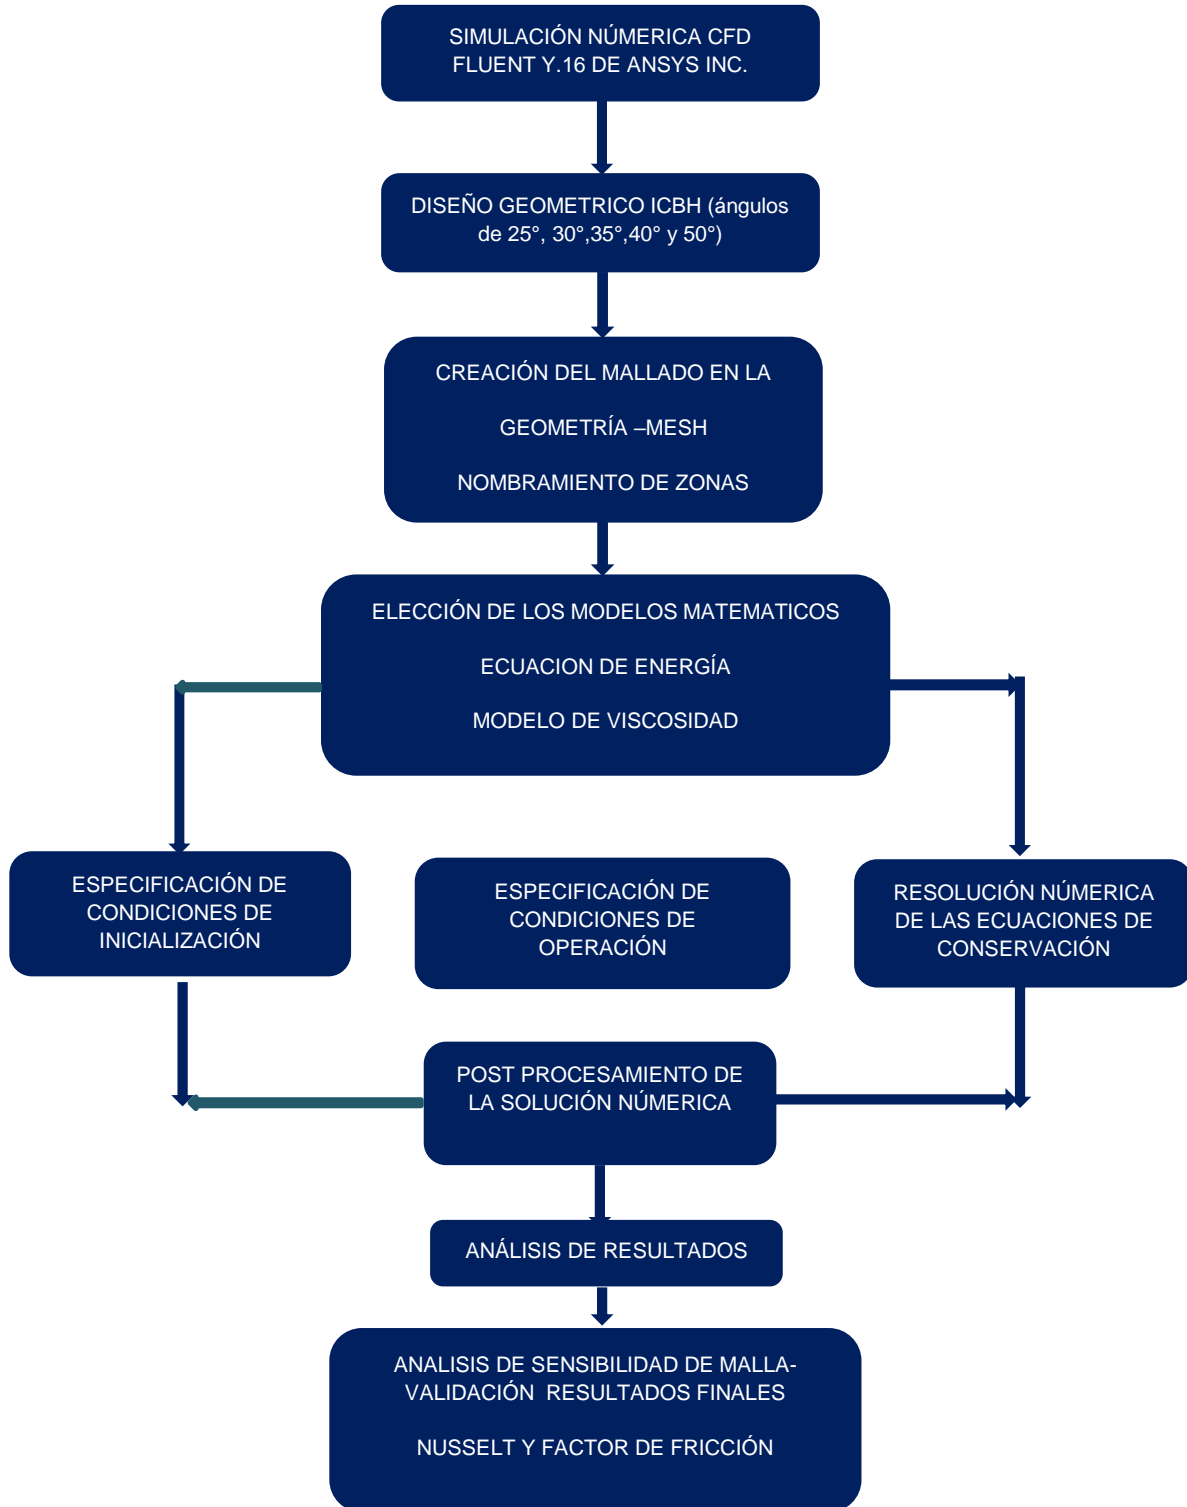 SIMULACIÓN NÚMERICA CFD
FLUENT Y.16 DE ANSYS INC.
DISEÑO GEOMETRICO ICBH (ángulos
de 25°, 30°,35°,40° y 50°)
CREACIÓN DEL MALLADO EN LA
GEOMETRÍA –MESH
NOMBRAMIENTO DE ZONAS
ELECCIÓN DE LOS MODELOS MATEMATICOS
ECUACION DE ENERGÍA
MODELO DE VISCOSIDAD
ESPECIFICACIÓN DE
CONDICIONES DE
INICIALIZACIÓN
ESPECIFICACIÓN DE
CONDICIONES DE
OPERACIÓN
RESOLUCIÓN NÚMERICA
DE LAS ECUACIONES DE
CONSERVACIÓN
POST PROCESAMIENTO DE
LA SOLUCIÓN NÚMERICA
ANÁLISIS DE RESULTADOS
ANALISIS DE SENSIBILIDAD DE MALLA-
VALIDACIÓN  RESULTADOS FINALES
NUSSELT Y FACTOR DE FRICCIÓN